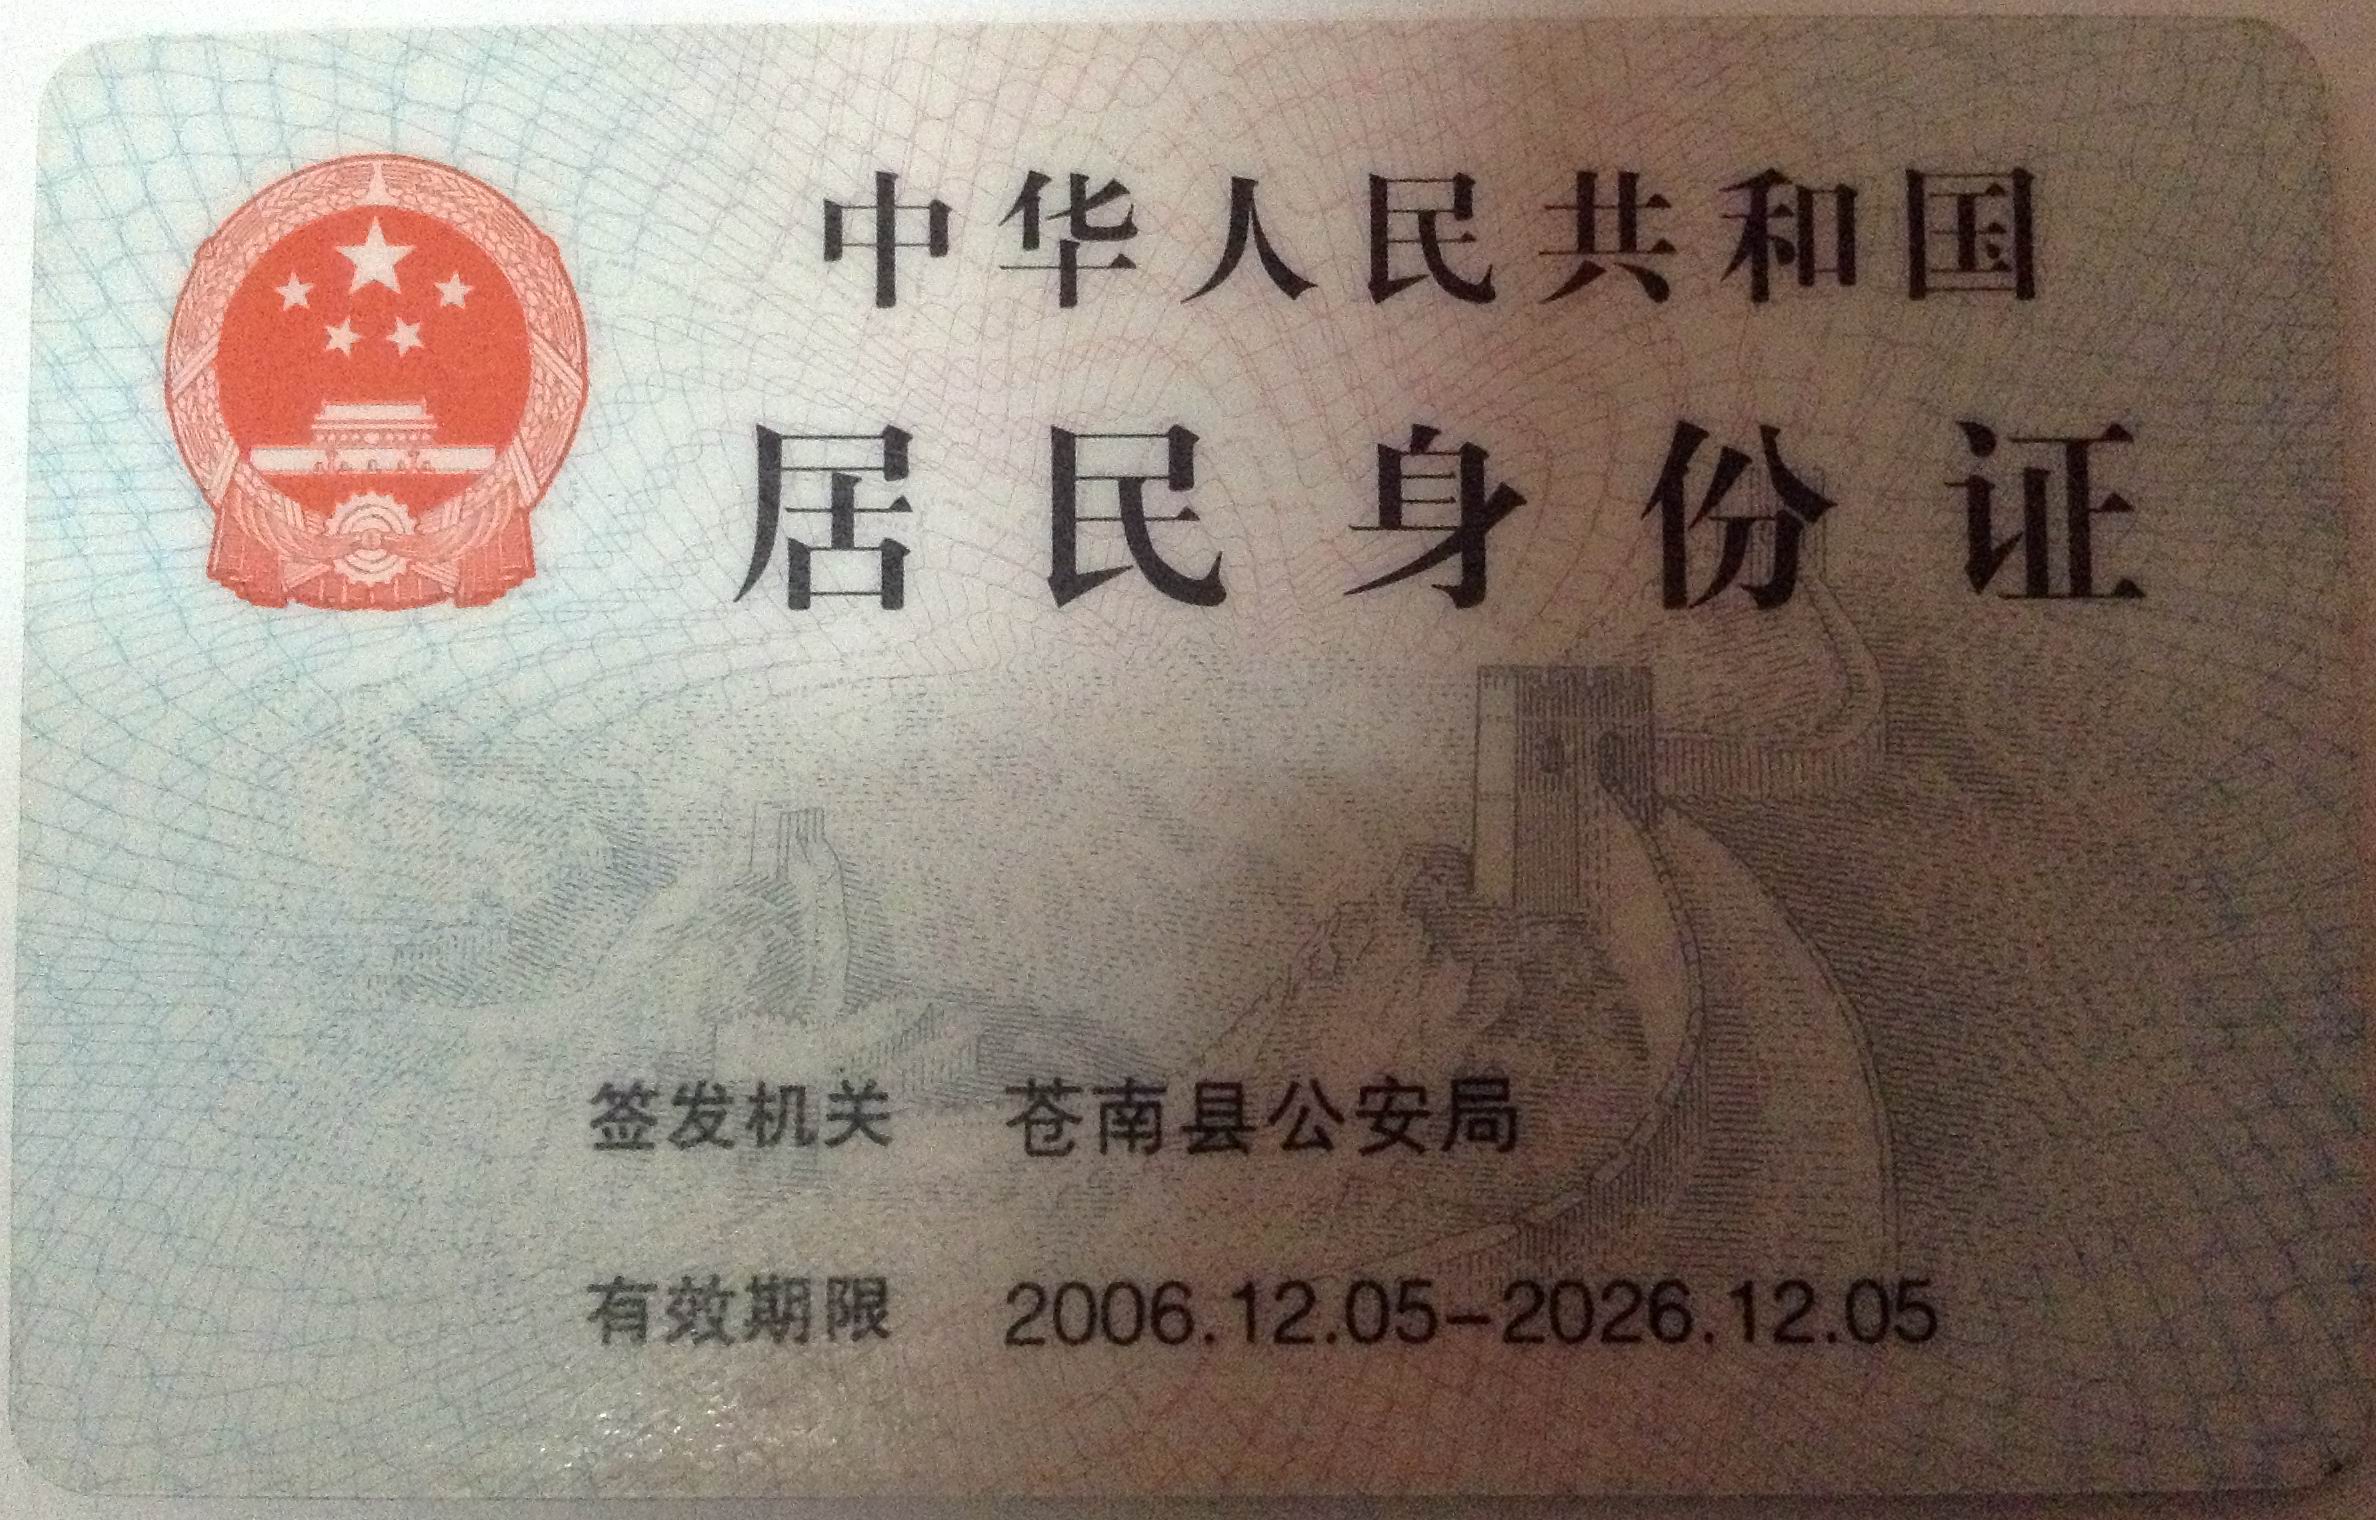 中华人民共和国
居民身份证
签发机关 苍南县公安局
有效期限 2006.12.05-2026.12.05